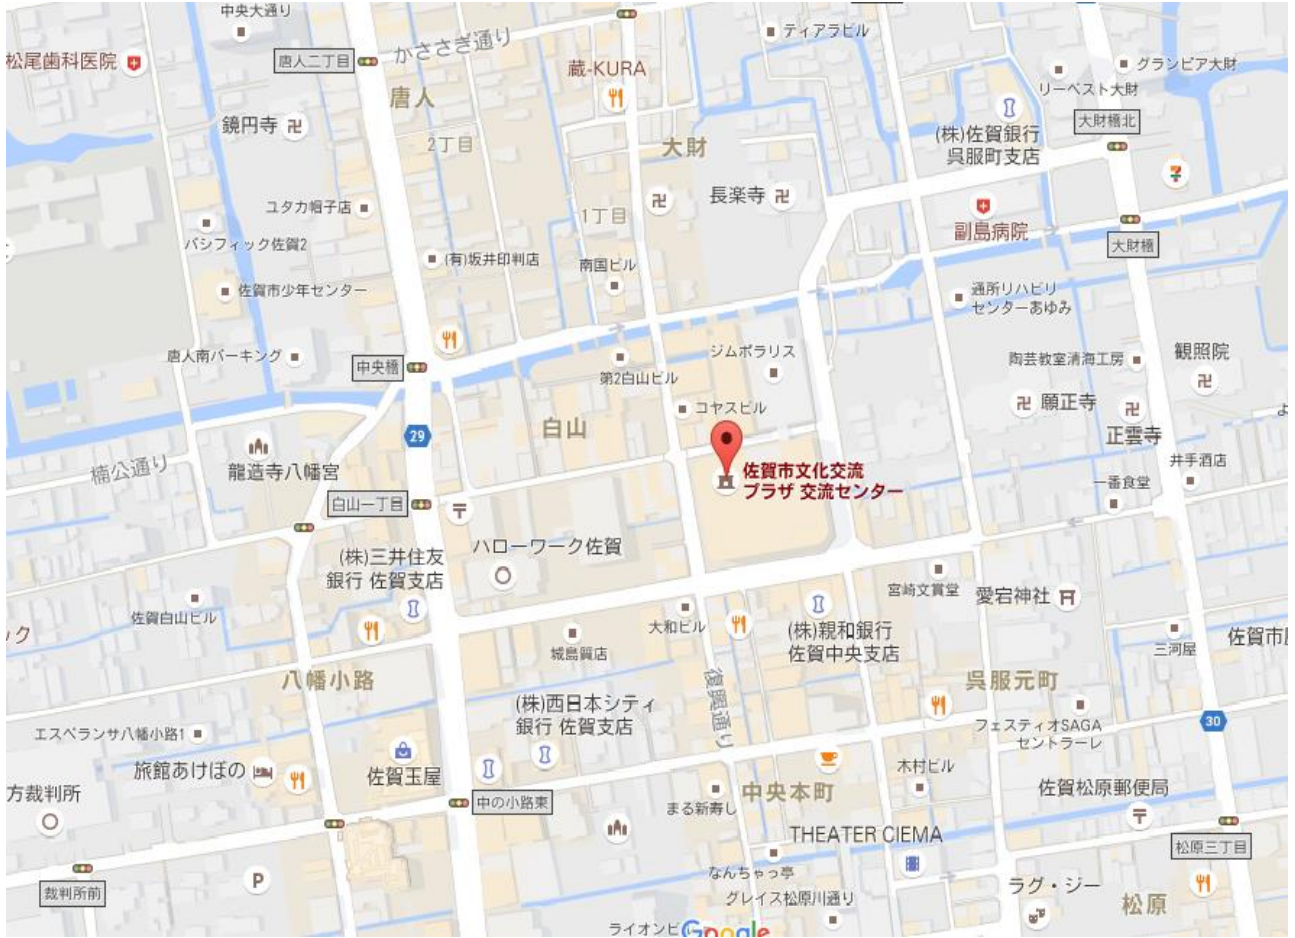 中央大通り
ティアラビル
かささぎ通り
松尾歯科医院
唐人二丁目
グランピア大財
蔵-KURA
リーベスト大財
唐人
大財橋北
鏡円寺
(株)佐賀銀行
呉服町支店
2丁目
大財
長楽寺
ユタカ帽子店
1丁目
副島病院
パシフィック佐賀2
大財橋
(有)坂井印判店
南国ビル
佐賀市少年センター
通所リハビリ
センターあゆみ
唐人南パーキング
中央橋
ジムポラリス
陶芸教室清海工房
観照院
第2白山ビル
コヤスビル
願正寺
白山
29
正雲寺
楠公通り
龍造寺八幡宮
佐賀市文化交流
プラザ 交流センター
井手酒店
一番食堂
白山一丁目
ハローワーク佐賀
(株)三井住友
銀行 佐賀支店
宮崎文賞堂
愛宕神社
佐賀白山ビル
大和ビル
(株)親和銀行
佐賀中央支店
ック
城島質店
三河屋
佐賀市
八幡小路
復興通り
呉服元町
(株)西日本シティ
銀行 佐賀支店
フェスティオSAGA
セントラーレ
30
エスペランサ八幡小路1
旅館あけぼの
佐賀玉屋
木村ビル
佐賀松原郵便局
方裁判所
中の小路東
まる新寿し
中央本町
THEATER CIEMA
松原三丁目
裁判所前
P
なんちゃっ亭
グレイス松原川通り
ラグ・ジー
松原
ライオンビ
Google